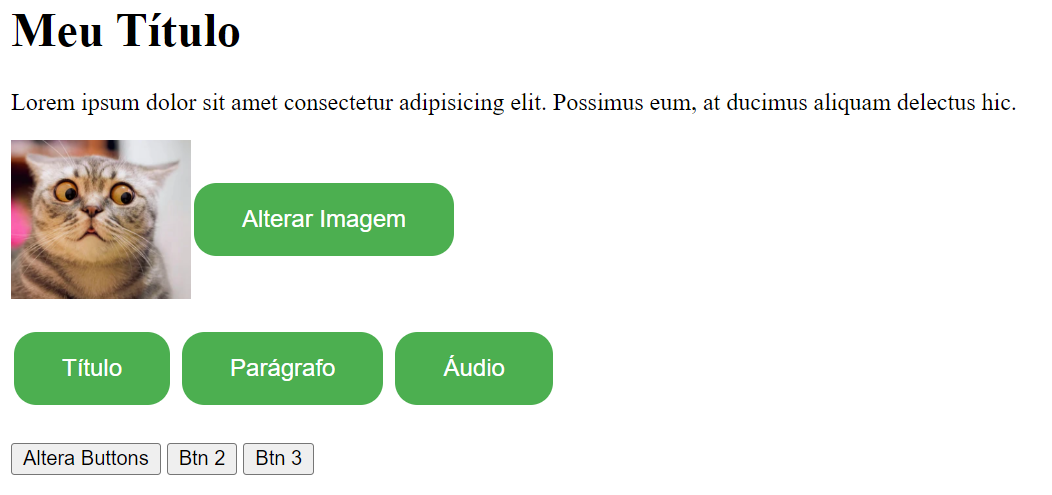 Meu Título
Lorem ipsum dolor sit amet consectetur adipisicing elit. Possimus eum, at ducimus aliquam delectus hic.
Alterar Imagem
Título Parágrafo Áudio
Altera Buttons Btn 2 Btn 3